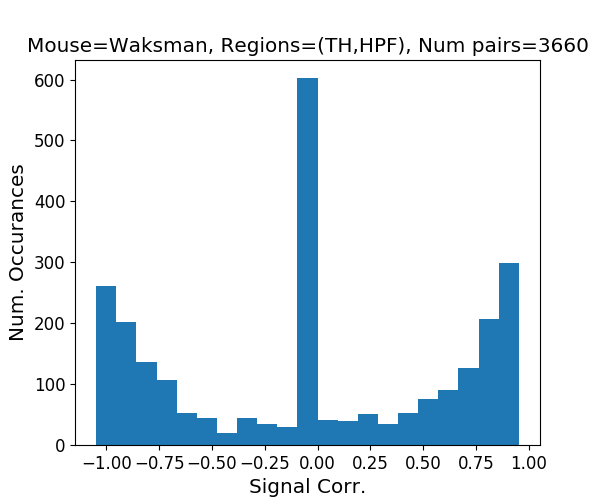 Mouse=Waksman, Regions=(TH,HPF), Num pairs=3660
Num. Occurances
600
500
400
300
200
100
0
−1.00 −0.75 −0.50 −0.25 0.00 0.25 0.50 0.75 1.00
Signal Corr.